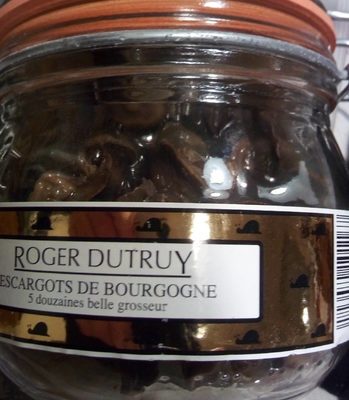 ROGER DUTRUY
ESCARGOTS DE BOURGOGNE
5 douzaines belle grosseur